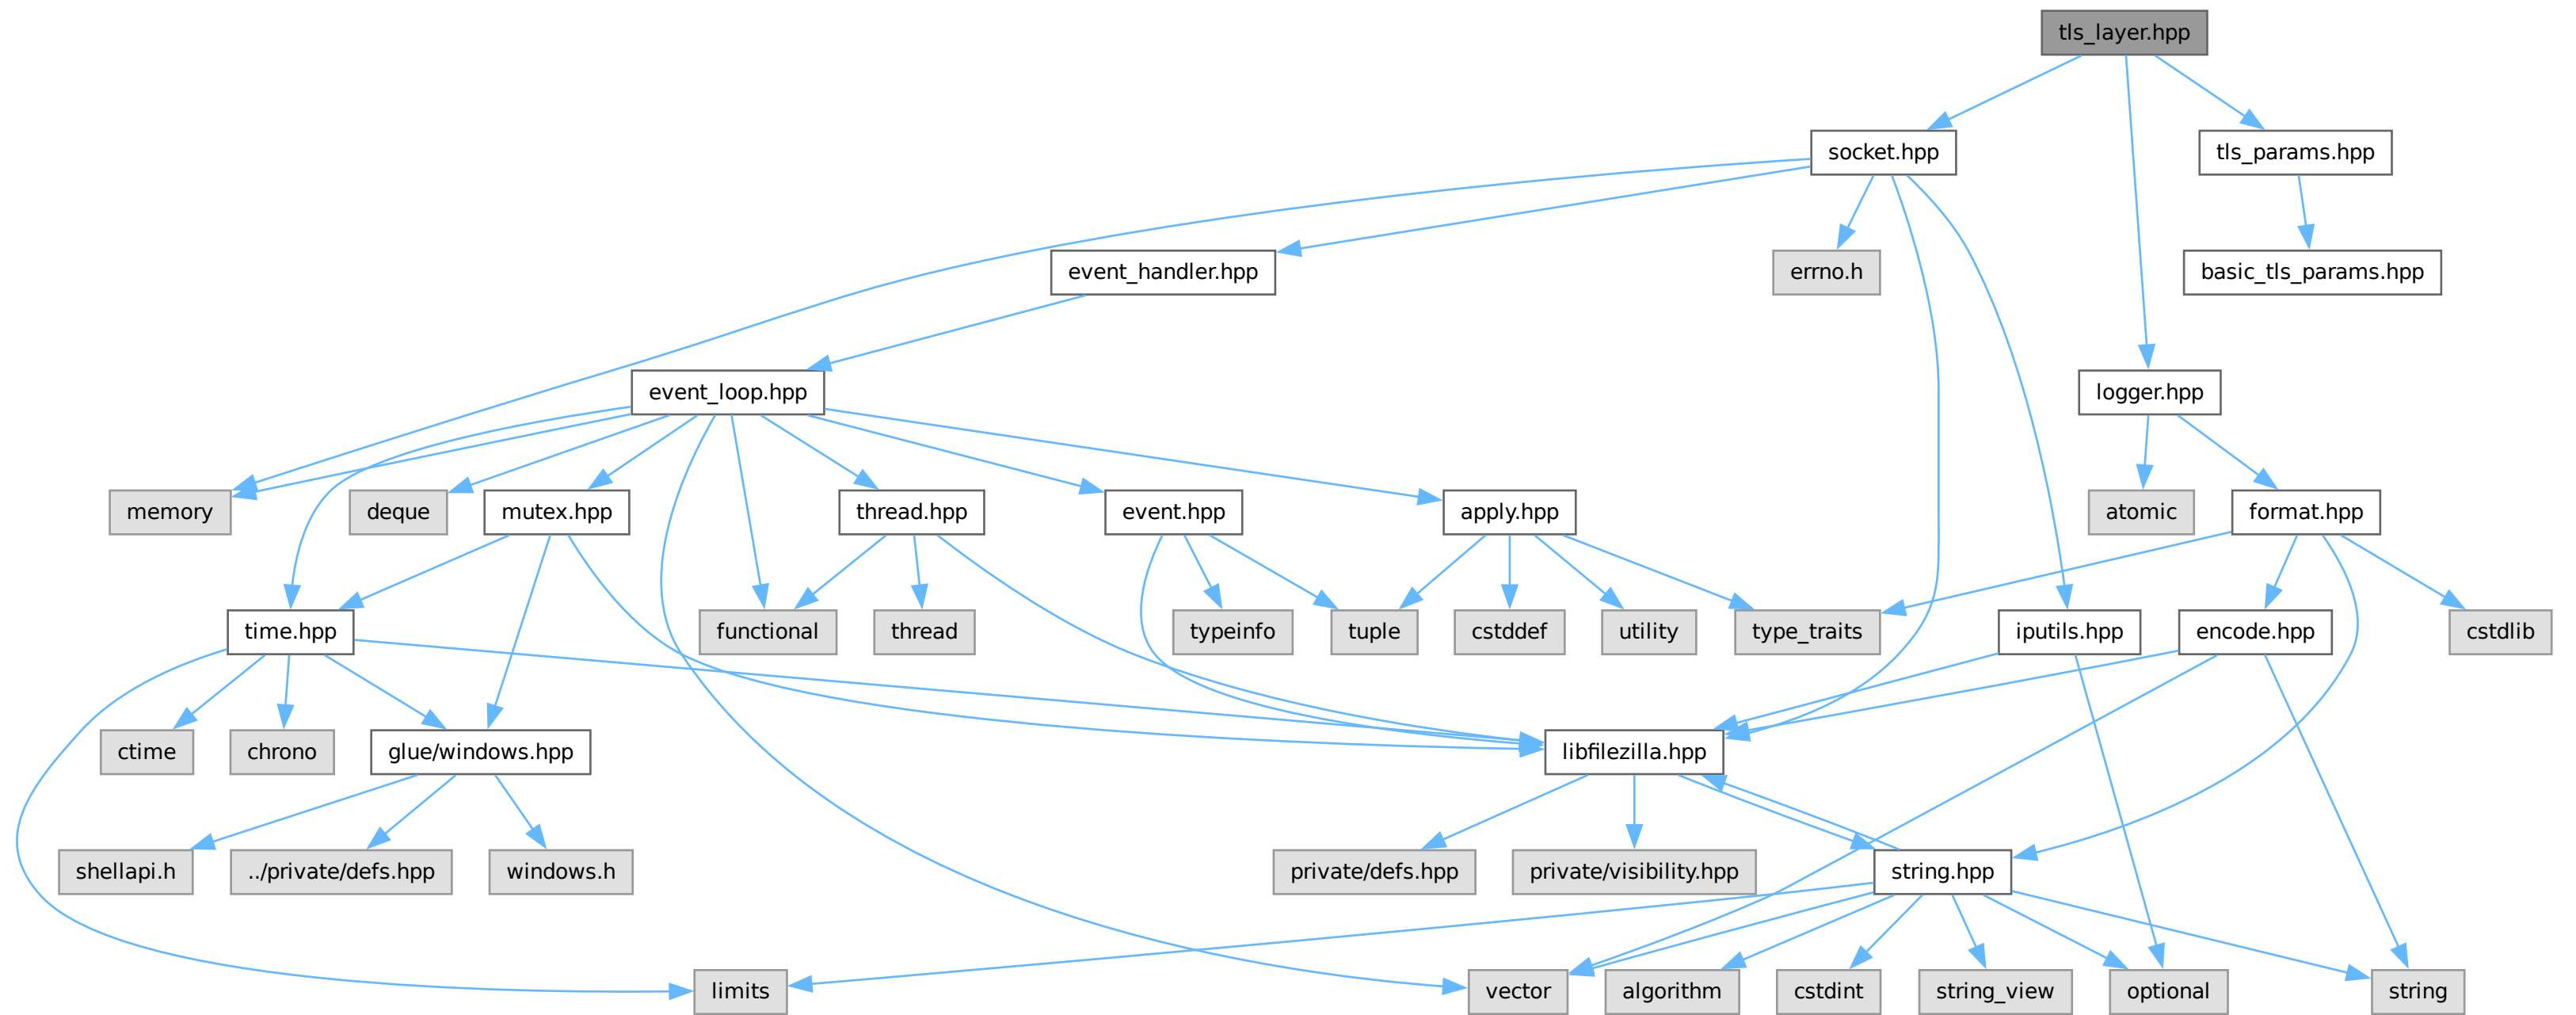 tls_layer.hpp
socket.hpp
tls_params.hpp
event_handler.hpp
errno.h
basic_tls_params.hpp
event_loop.hpp
logger.hpp
memory
deque
mutex.hpp
thread.hpp
event.hpp
apply.hpp
atomic
format.hpp
time.hpp
functional
thread
typeinfo
tuple
cstddef
utility
type_traits
iputils.hpp
encode.hpp
cstdlib
ctime
chrono
glue/windows.hpp
libfilezilla.hpp
shellapi.h
../private/defs.hpp
windows.h
private/defs.hpp
private/visibility.hpp
string.hpp
limits
vector
algorithm
cstdint
string_view
optional
string